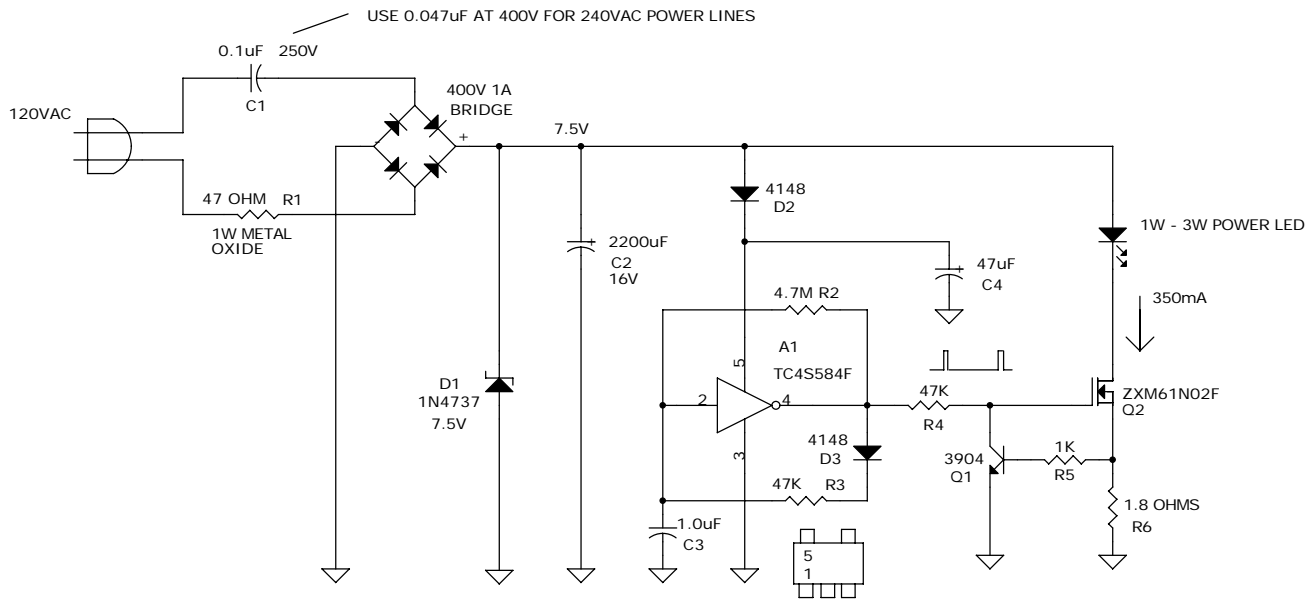 USE 0.047uF AT 400V FOR 240VAC POWER LINES
0.1uF 250V
C1
120VAC
400V 1A
BRIDGE
- +
7.5V
47 OHM R1
1W METAL
OXIDE
4148
D2
1W - 3W POWER LED
+
2200uF
C2
16V
+
47uF
C4
350mA
4.7M R2
A1
TC4S584F
5
2
4
3
D1
1N4737
7.5V
47K
R4
ZXM61N02F
Q2
4148
D3
3904
Q1
1K
R5
47K R3
1.8 OHMS
R6
1.0uF
C3
5
1